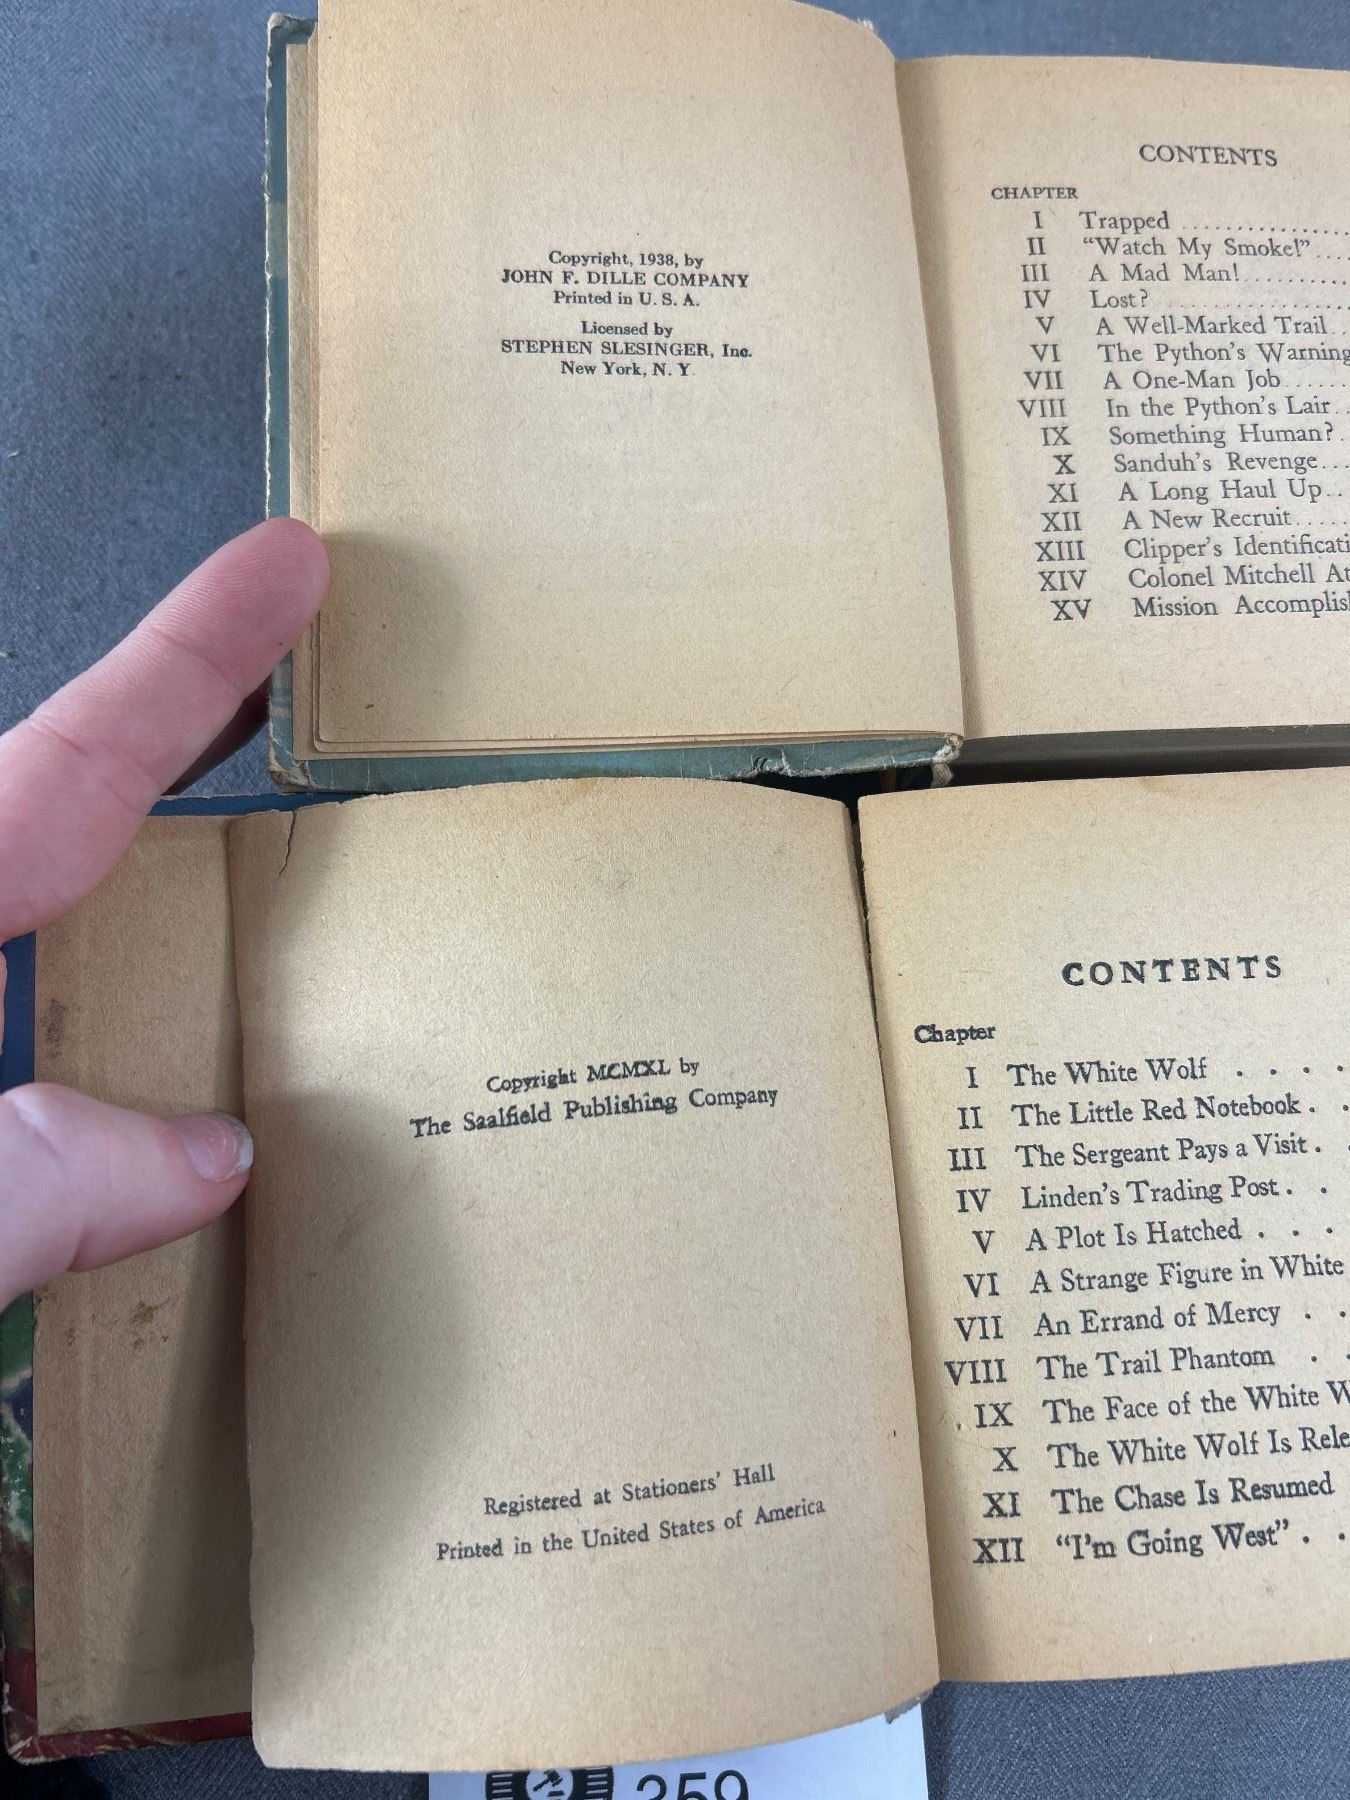 Copyright, 1938, by
JOHN F. DILLE COMPANY
Printed in U. S. A.
Licensed by
STEPHEN SLESINGER, Inc.
New York, N. Y.
CONTENTS
CHAPTER
I Trapped
II "Watch My Smoke!"
III A Mad Man!
IV Lost?
V A Well-Marked Trail
VI The Python's Warning
VII A One-Man Job
VIII In the Python's Lair
IX Something Human?
X Sanduh's Revenge
XI A Long Haul Up
XII A New Recruit
XIII Clipper's Identificati
XIV Colonel Mitchell At
XV Mission Accomplis
Copyright MCMXL by
The Saalfield Publishing Company
Registered at Stationers' Hall
Printed in the United States of America
CONTENTS
Chapter
I The White Wolf
II The Little Red Notebook
III The Sergeant Pays a Visit
IV Linden's Trading Post
V A Plot Is Hatched
VI A Strange Figure in White
VII An Errand of Mercy
VIII The Trail Phantom
IX The Face of the White W
X The White Wolf Is Rele
XI The Chase Is Resumed
XII "I'm Going West"
359